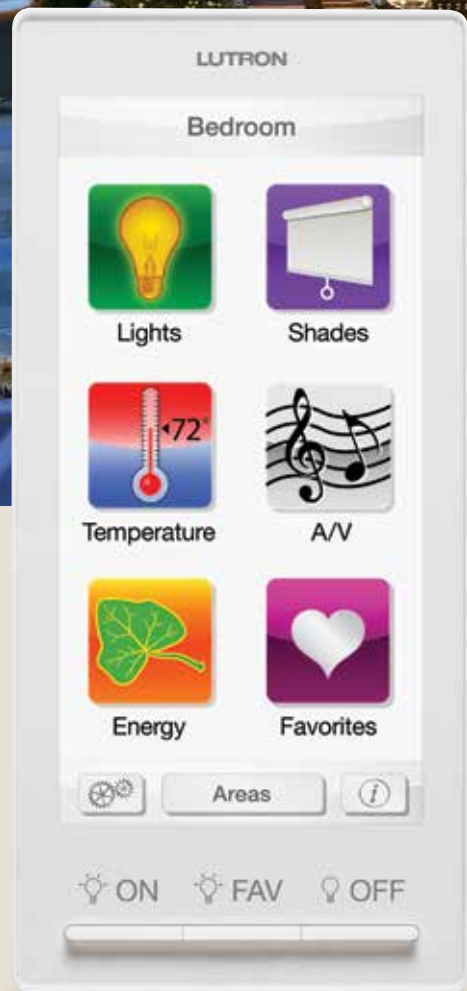 LUTRON
Bedroom
Lights Shades
72°
Temperature A/V
Energy Favorites
i Areas
ON FAV OFF